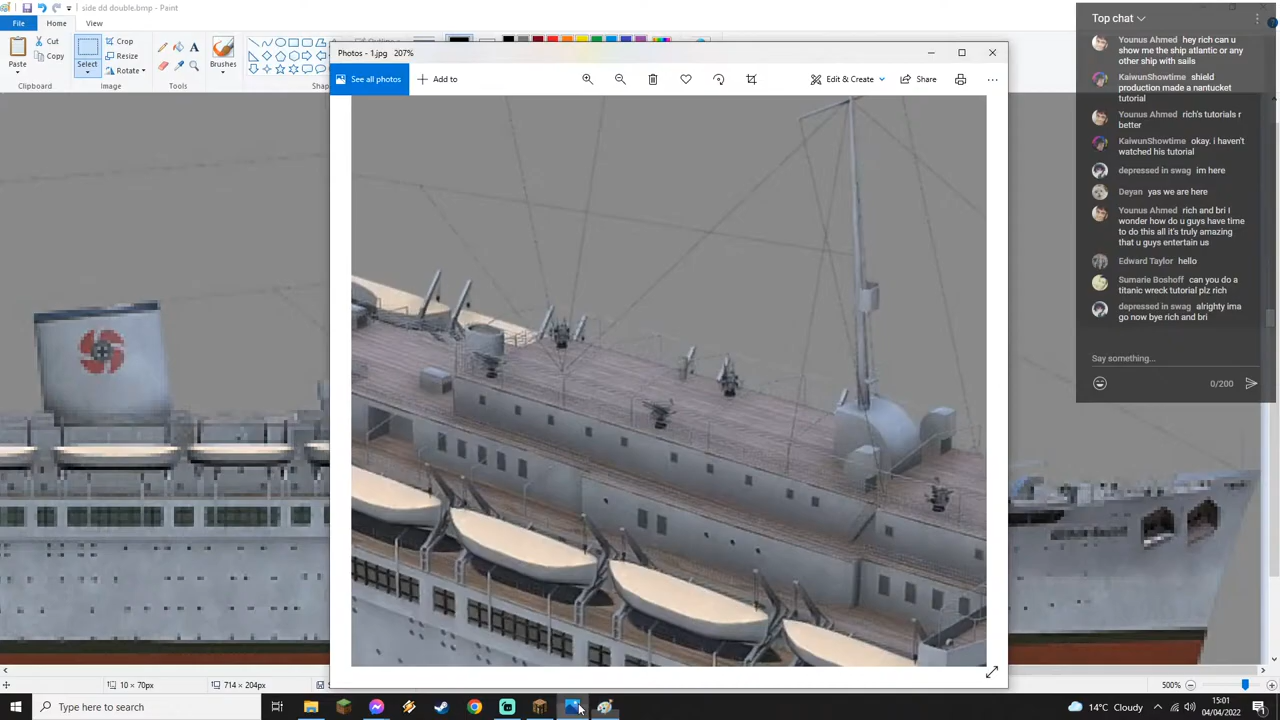 side dd double.bmp - Paint
File
Home
View
Paste
Cut
Copy
Clipboard
Select
Crop
Resize
Rotate
Image
Tools
Brushes
Photos - 1.jpg 207%
See all photos
Add to
Edit & Create
Share
Top chat
Younus Ahmed hey rich can u
show me the ship atlantic or any
other ship with sails
KaiwunShowtime shield
production made a nantucket
tutorial
Younus Ahmed rich's tutorials r
better
KaiwunShowtime okay. i haven't
watched his tutorial
depressed in swag im here
Deyan yas we are here
Younus Ahmed rich and bri I
wonder how do u guys have time
to do this all it's truly amazing
that u guys entertain us
Edward Taylor hello
Sumarie Boshoff can you do a
titanic wreck tutorial plz rich
depressed in swag alrighty ima
go now bye rich and bri
Say something...
0/200
10 × 70px
714 × 204px
500%
Type here to search
14°C Cloudy
15:01
04/04/2022